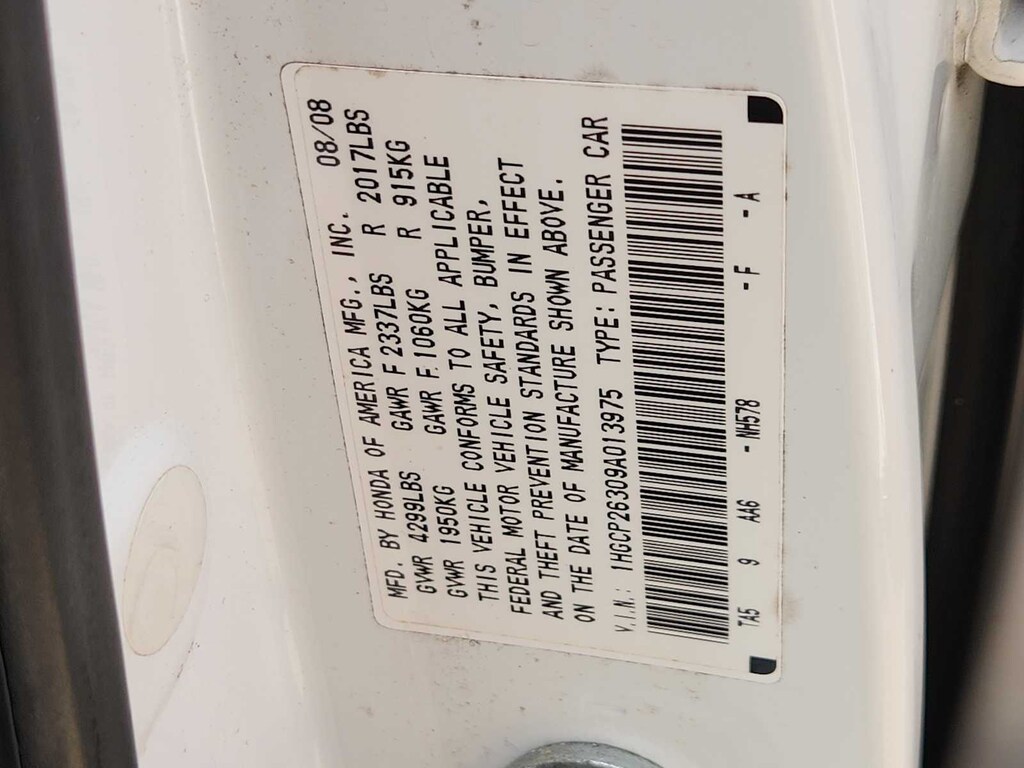 MFD. BY HONDA OF AMERICA MFG., INC. 08/08
GVWR 4299LBS GAWR F 2337LBS R 2017LBS
GVWR 1950KG GAWR F 1060KG R 915KG
THIS VEHICLE CONFORMS TO ALL APPLICABLE
FEDERAL MOTOR VEHICLE SAFETY, BUMPER,
AND THEFT PREVENTION STANDARDS IN EFFECT
ON THE DATE OF MANUFACTURE SHOWN ABOVE.
V.I.N.: 1HGCP26309A013975 TYPE: PASSENGER CAR
TA5 9 AA6 - NH578 - F - A